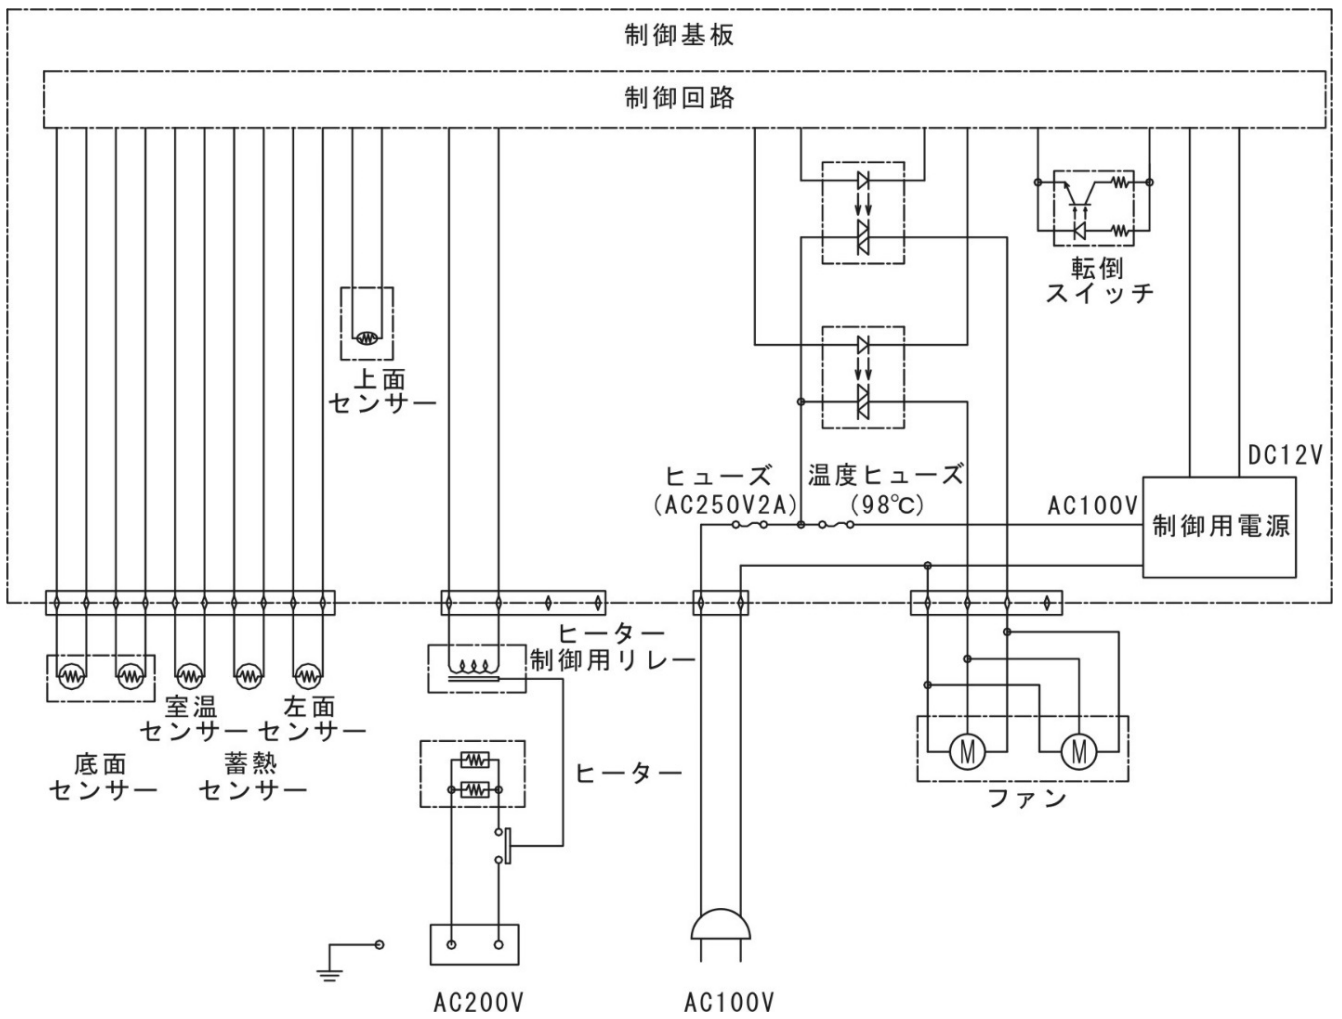 制御基板
制御回路
転倒
スイッチ
上面
センサー
DC12V
ヒューズ
(AC250V2A)
温度ヒューズ
(98℃)
AC100V
制御用電源
ヒーター
制御用リレー
室温
センサー
左面
センサー
底面
センサー
蓄熱
センサー
ヒーター
M
M
ファン
AC200V
AC100V